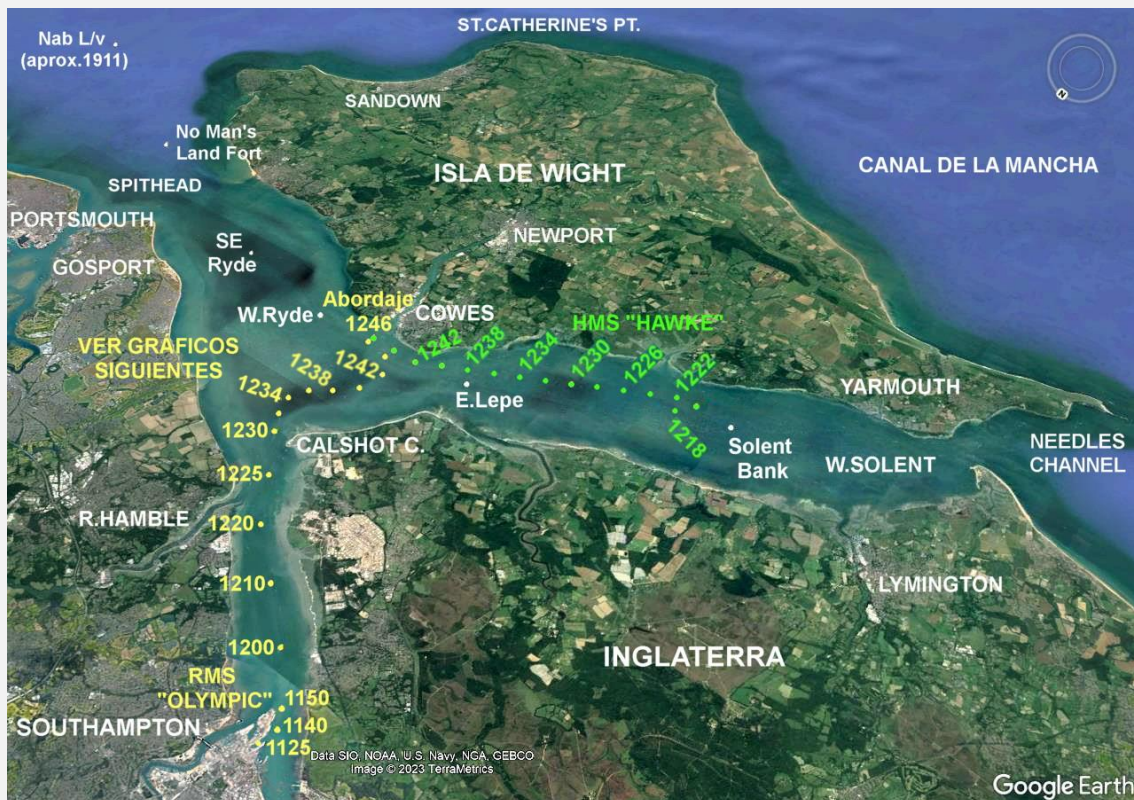 ST.CATHERINE'S PT.
Nab L/v
(aprox.1911)
SANDOWN
N
No Man's
Land Fort
ISLA DE WIGHT
CANAL DE LA MANCHA
SPITHEAD
PORTSMOUTH
NEWPORT
SE
Ryde
GOSPORT
Abordaje
1246
W.Ryde
COWES
HMS "HAWKE"
VER GRÁFICOS
SIGUIENTES
1242
1238
1234
1230
1226
1222
1218
1242
1238
1234
E.Lepe
YARMOUTH
1230
CALSHOT C.
Solent
Bank
W.SOLENT
NEEDLES
CHANNEL
1225
R.HAMBLE
1220
1210
LYMINGTON
1200
INGLATERRA
RMS
"OLYMPIC"
1150
SOUTHAMPTON
1140
1125
Data SIO, NOAA, U.S. Navy, NGA, GEBCO
Image © 2023 TerraMetrics
Google Earth